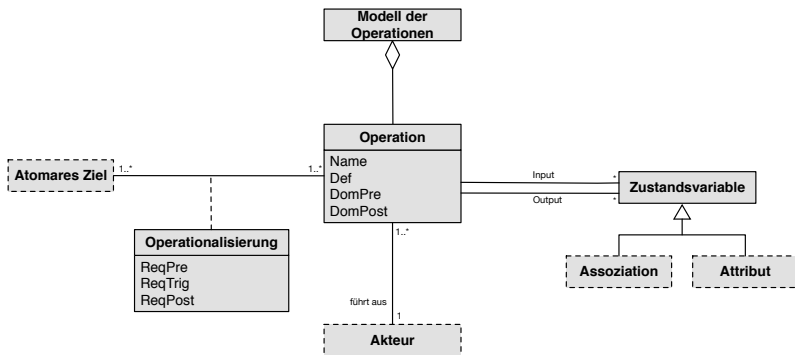 Modell der
Operationen
Operation
Name
Def
DomPre
DomPost
Atomares Ziel
1..*
1..*
Input
*
Output
*
Zustandsvariable
Operationalisierung
ReqPre
ReqTrig
ReqPost
1..*
führt aus
1
Akteur
Assoziation
Attribut